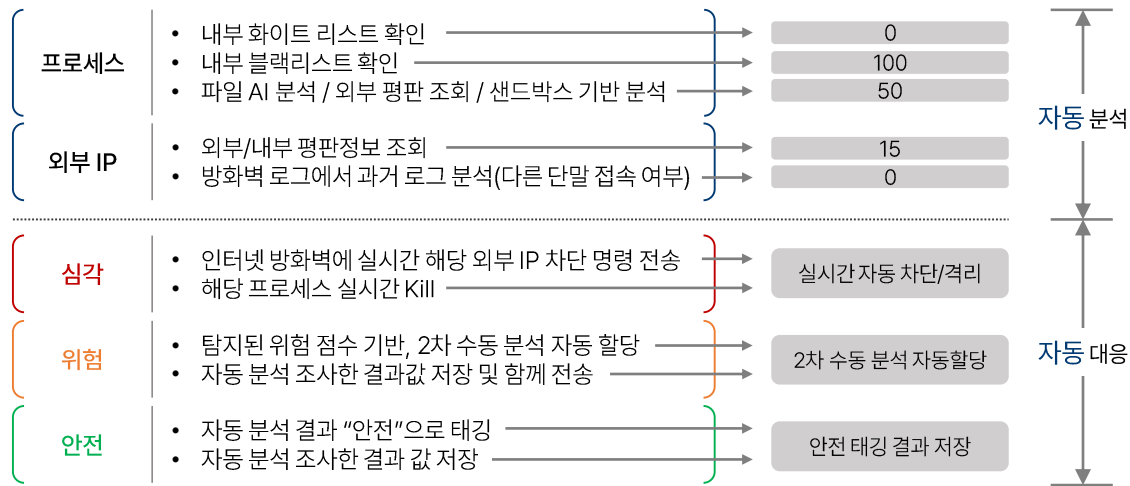 프로세스
• 내부 화이트 리스트 확인
0
• 내부 블랙리스트 확인
100
• 파일 AI 분석 / 외부 평판 조회 / 샌드박스 기반 분석
50
외부 IP
• 외부/내부 평판정보 조회
15
• 방화벽 로그에서 과거 로그 분석(다른 단말 접속 여부)
0
자동 분석
심각
• 인터넷 방화벽에 실시간 해당 외부 IP 차단 명령 전송
• 해당 프로세스 실시간 Kill
실시간 자동 차단/격리
위험
• 탐지된 위험 점수 기반, 2차 수동 분석 자동 할당
• 자동 분석 조사한 결과값 저장 및 함께 전송
2차 수동 분석 자동할당
안전
• 자동 분석 결과 “안전”으로 태깅
• 자동 분석 조사한 결과 값 저장
안전 태깅 결과 저장
자동 대응